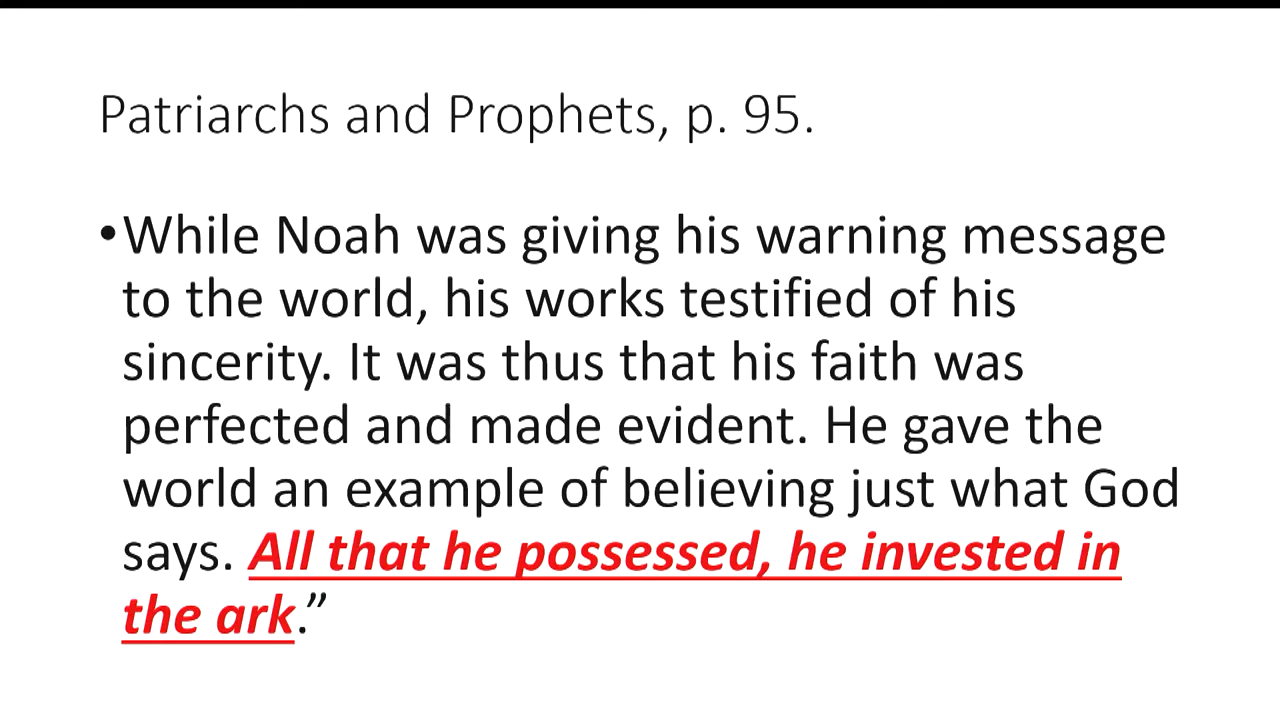 Patriarchs and Prophets, p. 95.
•While Noah was giving his warning message
to the world, his works testified of his
sincerity. It was thus that his faith was
perfected and made evident. He gave the
world an example of believing just what God
says. All that he possessed, he invested in
the ark.”